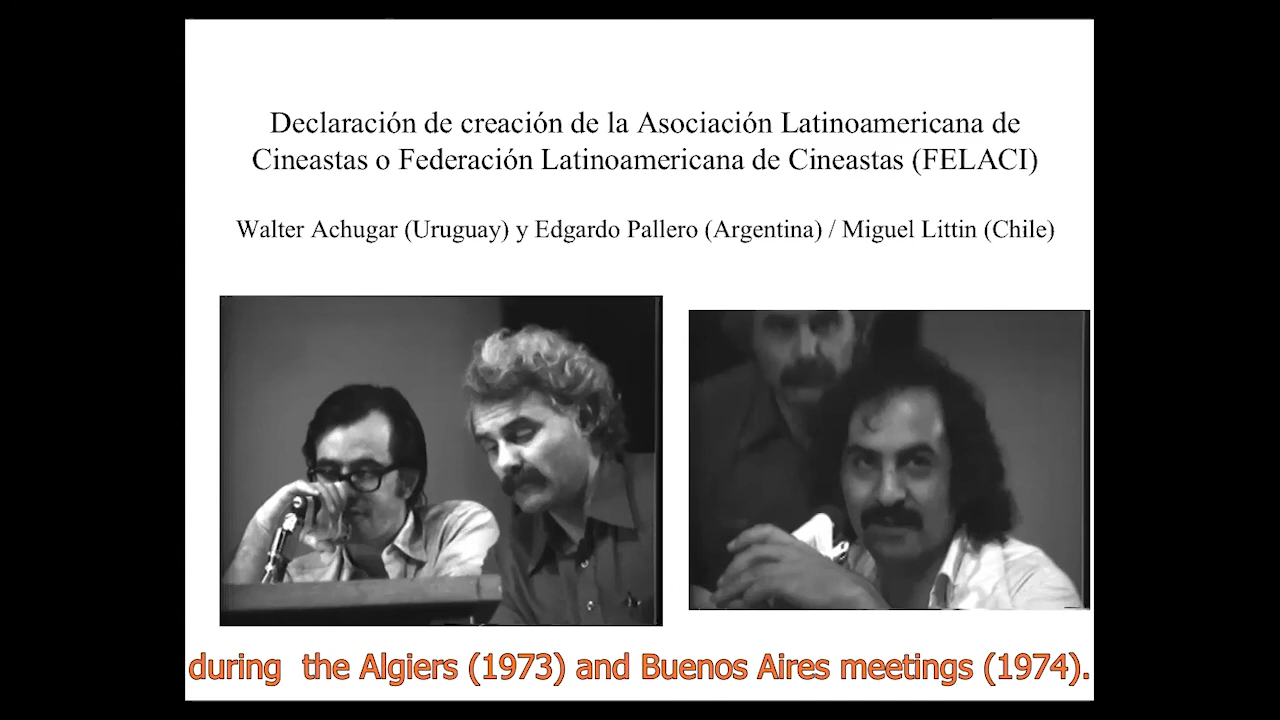 Declaración de creación de la Asociación Latinoamericana de
Cineastas o Federación Latinoamericana de Cineastas (FELACI)
Walter Achugar (Uruguay) y Edgardo Pallero (Argentina) / Miguel Littin (Chile)
during the Algiers (1973) and Buenos Aires meetings (1974).